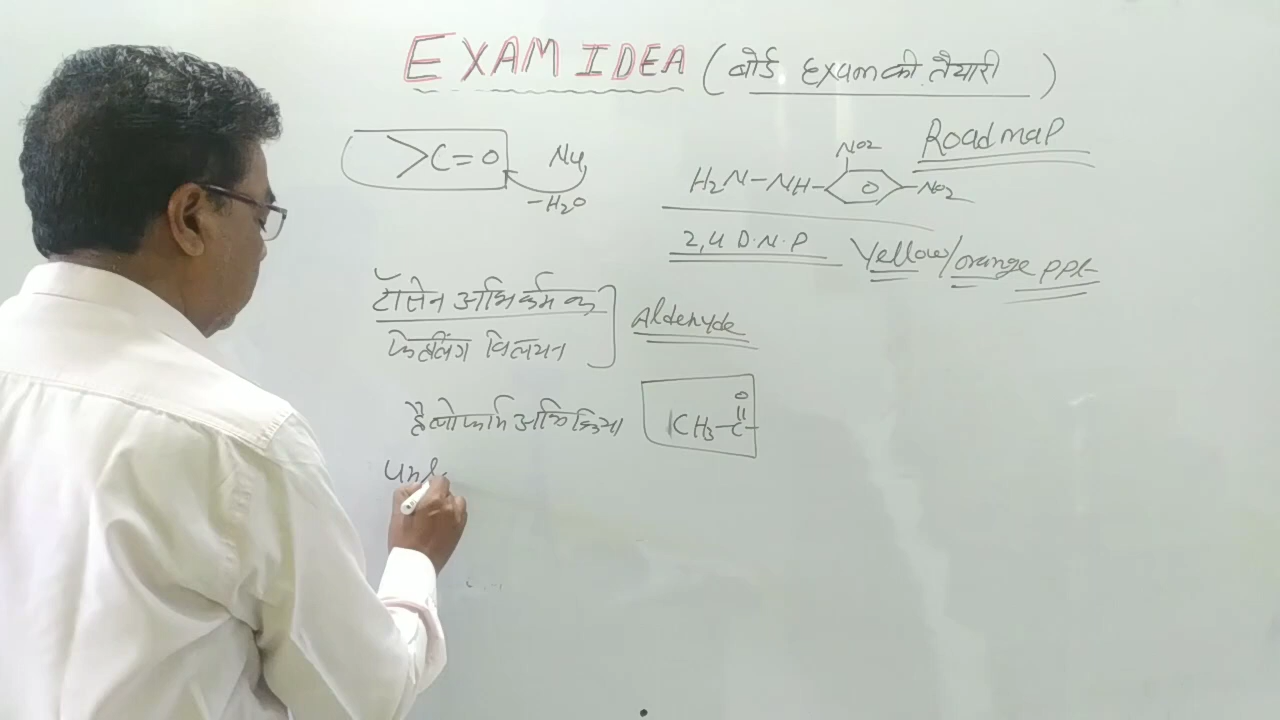 EXAM IDEA (बोर्ड Exam की तैयारी)
Roadmap
>C=O Nu
-H2O
NO2
H2N-NH- -NO2
2,4 D.N.P
Yellow/orange ppt
टॉलेन अभिकर्मक
फेहलिंग विलयन
Aldehyde
हैलोफार्म अभिक्रिया
O
CH3-C-